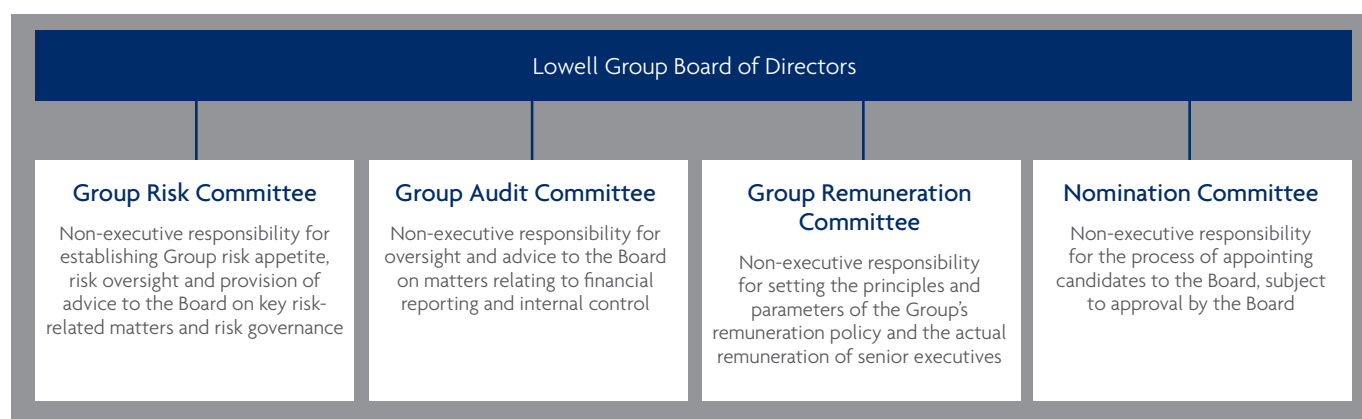 Lowell Group Board of Directors
Group Risk Committee
Non-executive responsibility for
establishing Group risk appetite,
risk oversight and provision of
advice to the Board on key risk-
related matters and risk governance
Group Audit Committee
Non-executive responsibility for
oversight and advice to the Board
on matters relating to financial
reporting and internal control
Group Remuneration
Committee
Non-executive responsibility
for setting the principles and
parameters of the Group’s
remuneration policy and the actual
remuneration of senior executives
Nomination Committee
Non-executive responsibility
for the process of appointing
candidates to the Board, subject
to approval by the Board